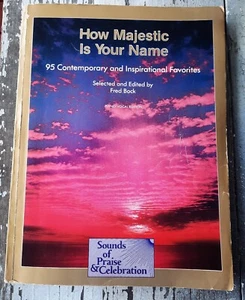 How Majestic
Is Your Name
95 Contemporary and Inspirational Favorites
Selected and Edited by
Fred Bock
Sounds
of
Praise
& Celebration